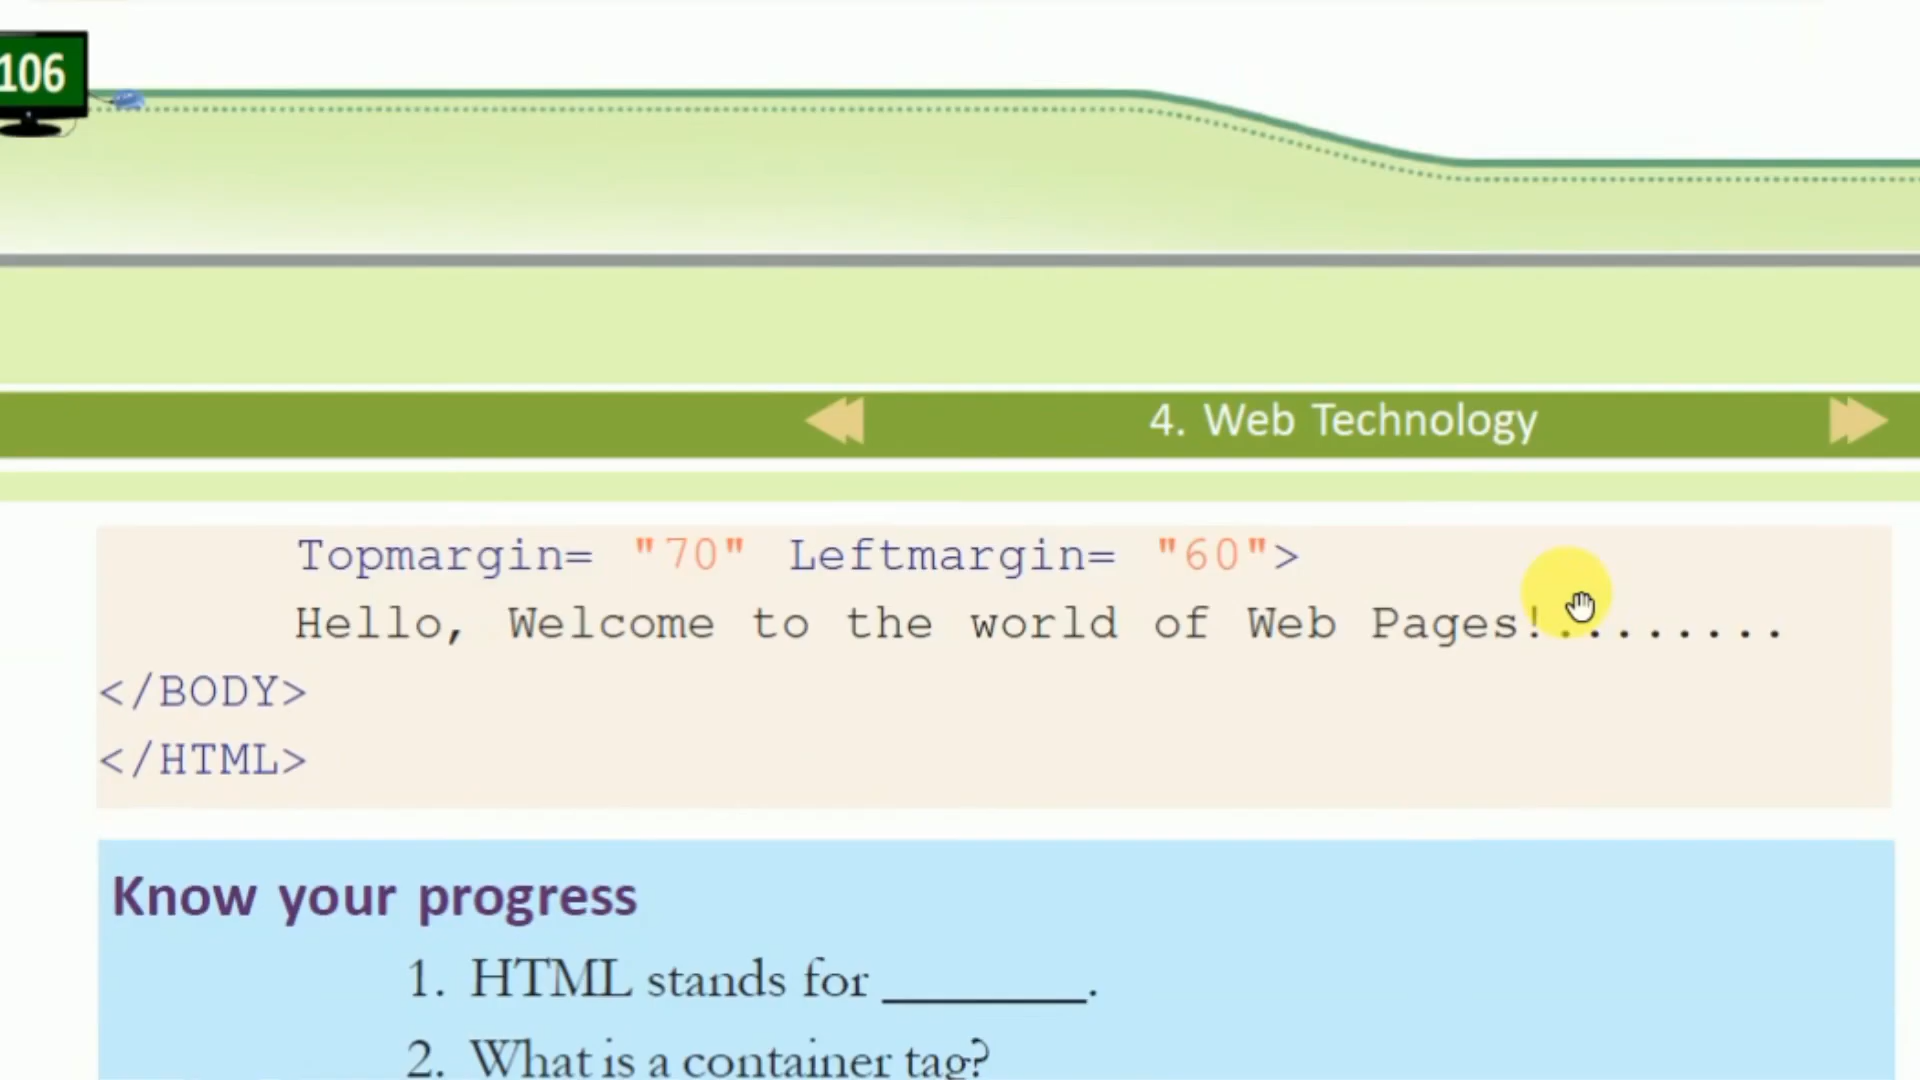 106
4. Web Technology
Topmargin= "70" Leftmargin= "60">
Hello, Welcome to the world of Web Pages!........
</BODY>
</HTML>
Know your progress
1. HTML stands for ________.
2. What is a container tag?